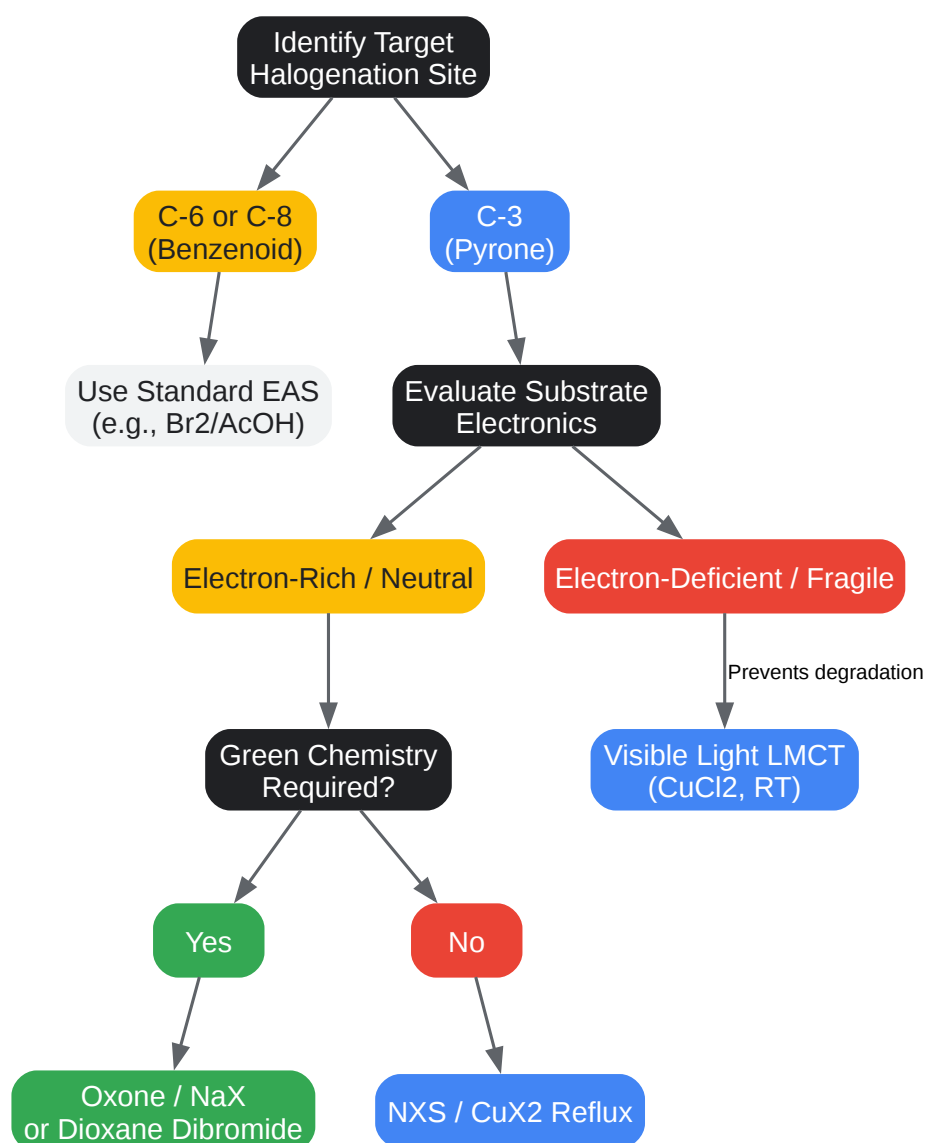 Identify Target
Halogenation Site
C-6 or C-8
(Benzenoid)
C-3
(Pyrone)
Use Standard EAS
(e.g., Br2/AcOH)
Evaluate Substrate
Electronics
Electron-Rich / Neutral
Electron-Deficient / Fragile
Prevents degradation
Green Chemistry
Required?
Visible Light LMCT
(CuCl2, RT)
Yes
No
Oxone / NaX
or Dioxane Dibromide
NXS / CuX2 Reflux